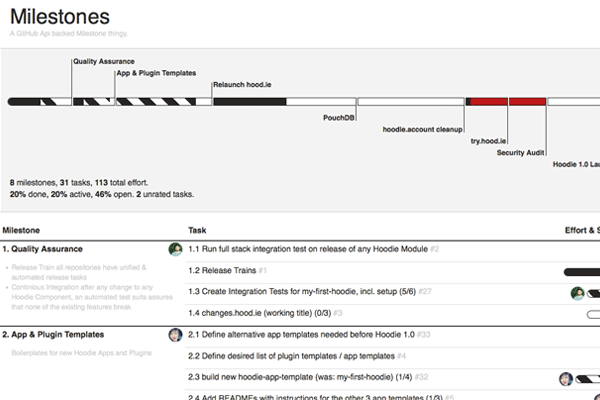 Milestones
A GitHub Api backed Milestone thingy.
Quality Assurance
App & Plugin Templates
Relaunch hood.ie
PouchDB
hoodie.account cleanup
try.hood.ie
Security Audit
Hoodie 1.0 Lau
8 milestones, 31 tasks, 113 total effort.
20% done, 20% active, 46% open. 2 unrated tasks.
Milestone Task Effort & S
1. Quality Assurance 1.1 Run full stack integration test on release of any Hoodie Module #2
Release Train all repositories have unified &
automated release tasks
1.2 Release Trains #1
Continious Integration after any change to any
Hoodie Component, an automated test suits assures
that none of the existing features break
1.3 Create Integration Tests for my-first-hoodie, incl. setup (5/6) #27
1.4 changes.hood.ie (working title) (0/3) #3
2. App & Plugin Templates 2.1 Define alternative app templates needed before Hoodie 1.0 #33
Boilerplates for new Hoodie Apps and Plugins
2.2 Define desired list of plugin templates / app templates #4
2.3 build new hoodie-app-template (was: my-first-hoodie) (1/4) #32
2.4 Add READMEs with instructions for the other 3 app templates (1/3) #5